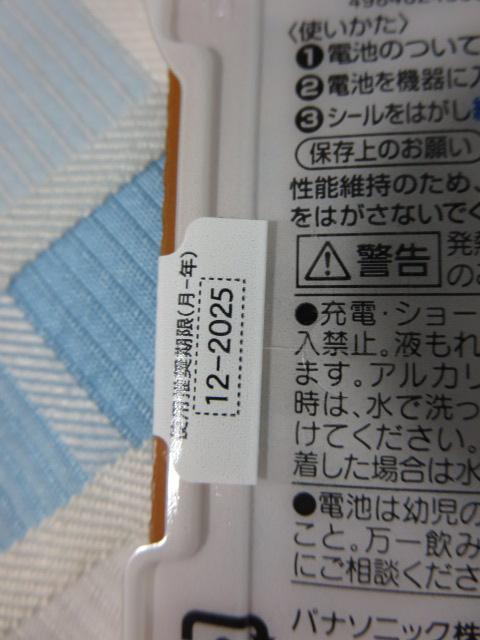 〈使いかた〉
❶電池のついて
❷電池を機器に
❸シールをはがし
保存上のお願い
性能維持のため、
をはがさないでく
警告
発熱
の
●充電・ショー
入禁止。液もれ
ます。アルカリ
時は、水で洗っ
けてください。
着した場合は水
●電池は幼児の
こと。万一飲み
にご相談くださ
パナソニック株
使用推奨期限(月-年)
12-2025